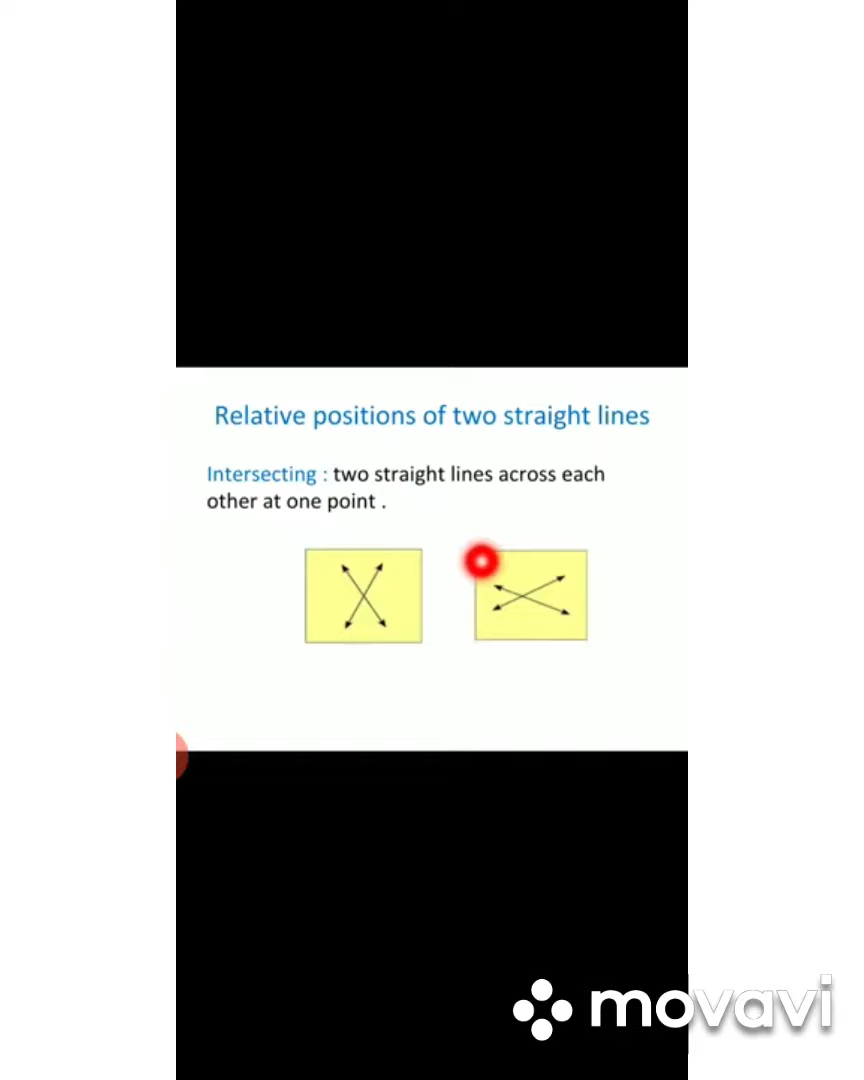 Relative positions of two straight lines
Intersecting : two straight lines across each
other at one point .
movavi